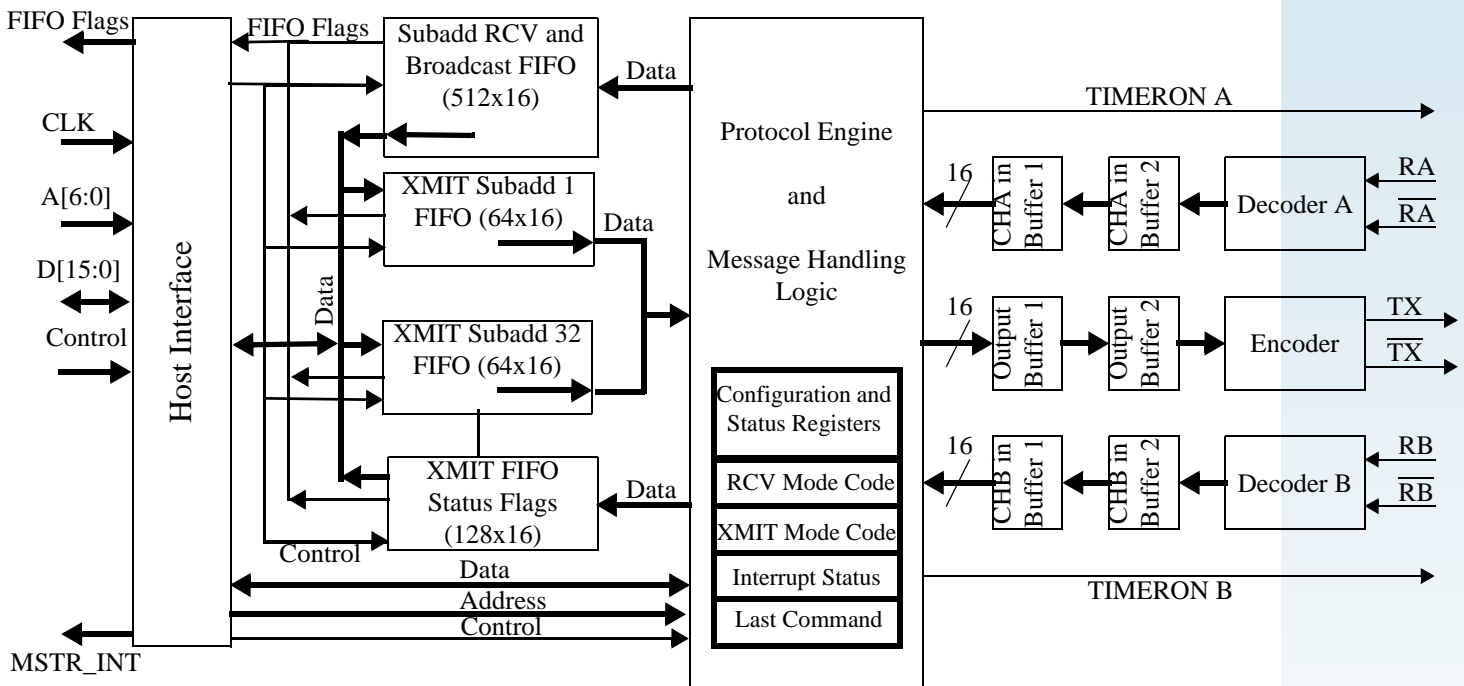 FIFO Flags
CLK
A[6:0]
D[15:0]
Control
MSTR_INT
Host Interface
FIFO Flags
Subadd RCV and
Broadcast FIFO
(512x16)
Data
XMIT Subadd 1
FIFO (64x16)
Data
Data
XMIT Subadd 32
FIFO (64x16)
XMIT FIFO
Status Flags
(128x16)
Data
Control
Data
Address
Control
Protocol Engine
and
Message Handling
Logic
Configuration and
Status Registers
RCV Mode Code
XMIT Mode Code
Interrupt Status
Last Command
TIMERON A
16
CHA in
Buffer 1
CHA in
Buffer 2
Decoder A
RA
R̅A̅
16
Output
Buffer 1
Output
Buffer 2
Encoder
TX
T̅X̅
16
CHB in
Buffer 1
CHB in
Buffer 2
Decoder B
RB
R̅B̅
TIMERON B